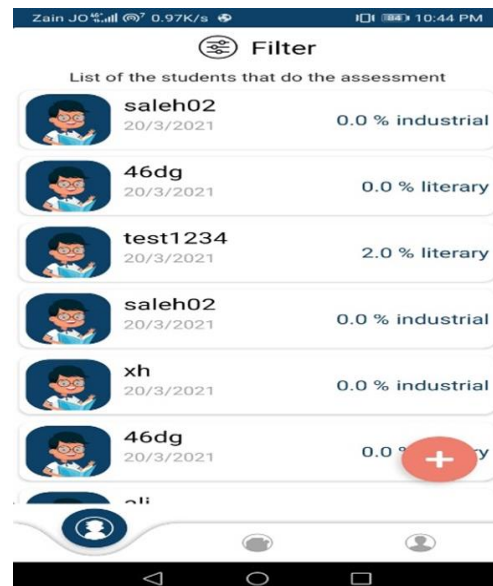 Zain JO 0.97K/s 84 10:44 PM
Filter
List of the students that do the assessment
saleh02
20/3/2021
0.0 % industrial
46dg
20/3/2021
0.0 % literary
test1234
20/3/2021
2.0 % literary
saleh02
20/3/2021
0.0 % industrial
xh
20/3/2021
0.0 % industrial
46dg
20/3/2021
0.0